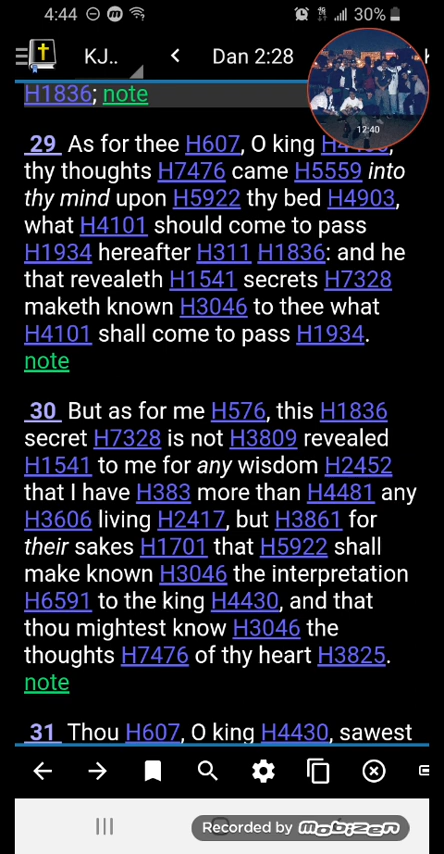 4:44 30%
KJ.. Dan 2:28
12:40
H1836; note
29 As for thee H607, O king
thy thoughts H7476 came H5559 into
thy mind upon H5922 thy bed H4903,
what H4101 should come to pass
H1934 hereafter H311 H1836: and he
that revealeth H1541 secrets H7328
maketh known H3046 to thee what
H4101 shall come to pass H1934.
note
30 But as for me H576, this H1836
secret H7328 is not H3809 revealed
H1541 to me for any wisdom H2452
that I have H383 more than H4481 any
H3606 living H2417, but H3861 for
their sakes H1701 that H5922 shall
make known H3046 the interpretation
H6591 to the king H4430, and that
thou mightest know H3046 the
thoughts H7476 of thy heart H3825.
note
31 Thou H607, O king H4430, sawest
Recorded by Mobizen